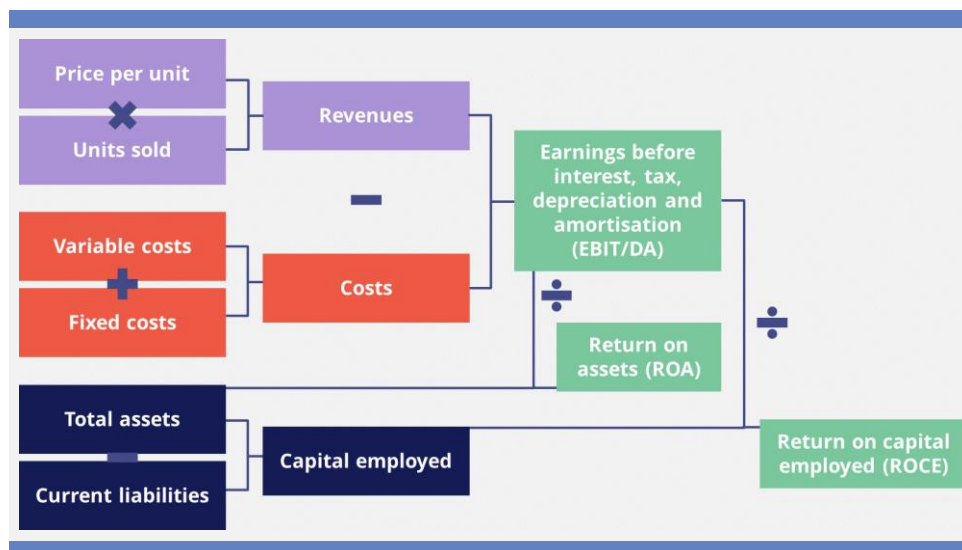 Price per unit
Units sold
Revenues
Earnings before
interest, tax,
depreciation and
amortisation
(EBIT/DA)
Variable costs
Fixed costs
Costs
Return on
assets (ROA)
Total assets
Current liabilities
Capital employed
Return on capital
employed (ROCE)